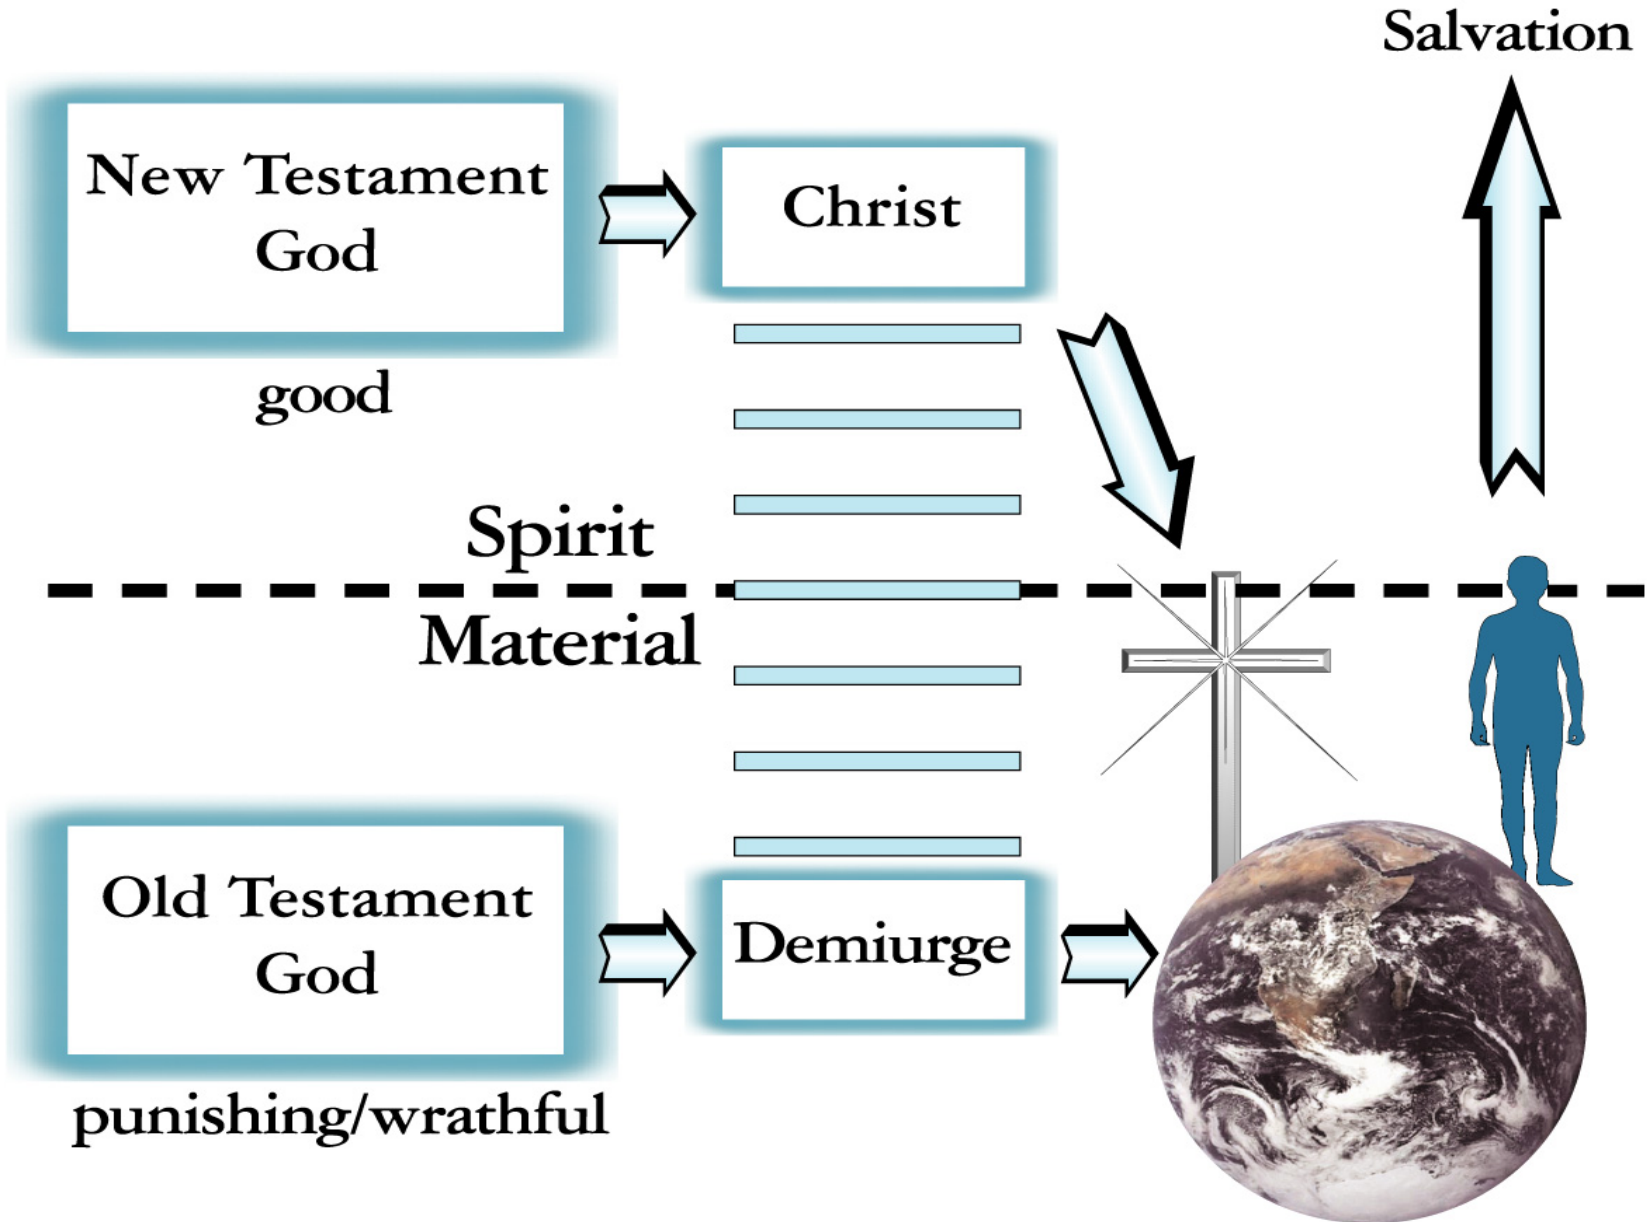 Salvation
New Testament
God
Christ
good
Spirit
Material
Old Testament
God
Demiurge
punishing/wrathful